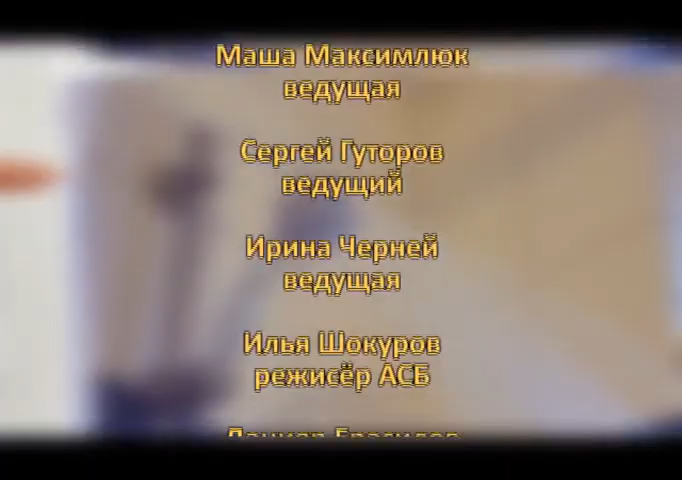 Маша Максимлюк
ведущая
Сергей Гуторов
ведущий
Ирина Черней
ведущая
Илья Шокуров
режисёр АСБ